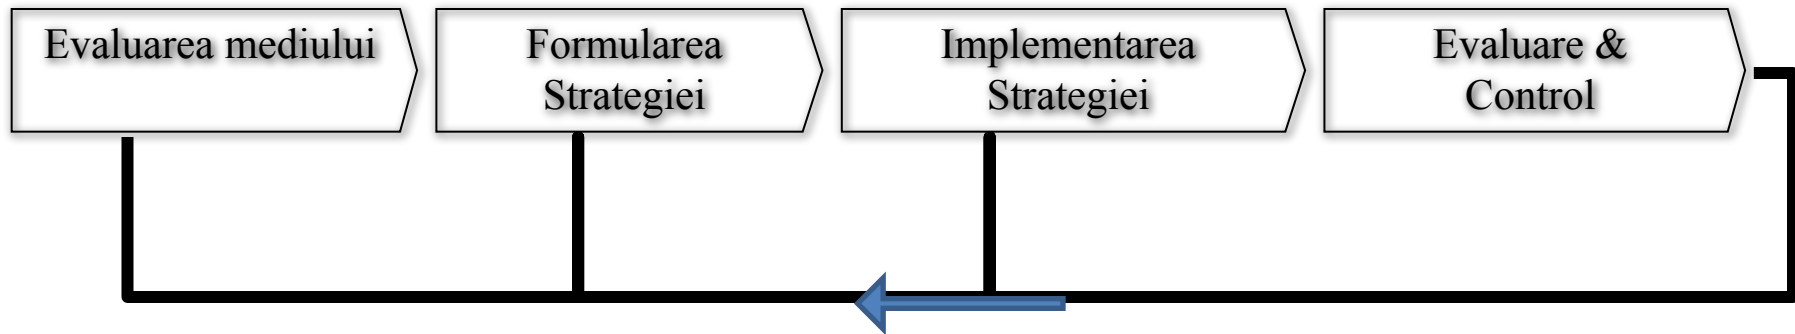 Evaluarea mediului
Formularea
Strategiei
Implementarea
Strategiei
Evaluare &
Control